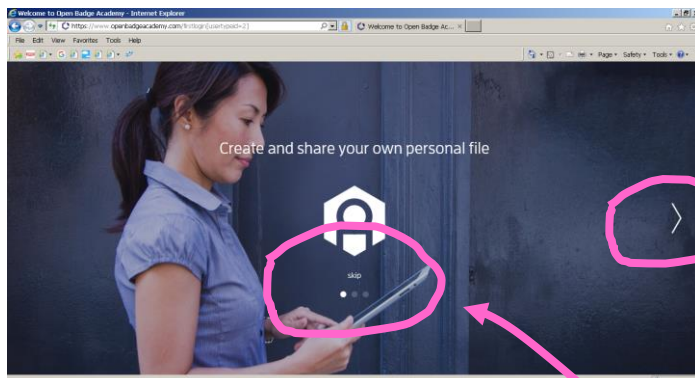 Welcome to Open Badge Academy - Internet Explorer
https://www.openbadgeacademy.com/
Welcome to Open Badge Ac...
File Edit View Favorites Tools Help
Page Safety Tools
Create and share your own personal file
skip